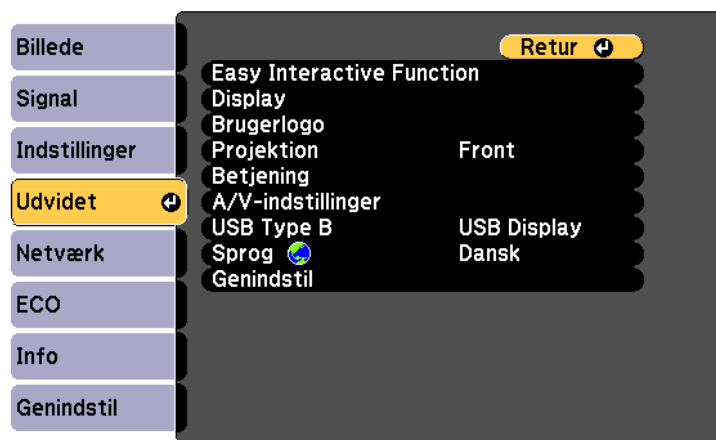 Billede
Signal
Indstillinger
Udvidet
Netværk
ECO
Info
Genindstil
Retur
Easy Interactive Function
Display
Brugerlogo
Projektion Front
Betjening
A/V-indstillinger
USB Type B USB Display
Sprog Dansk
Genindstil